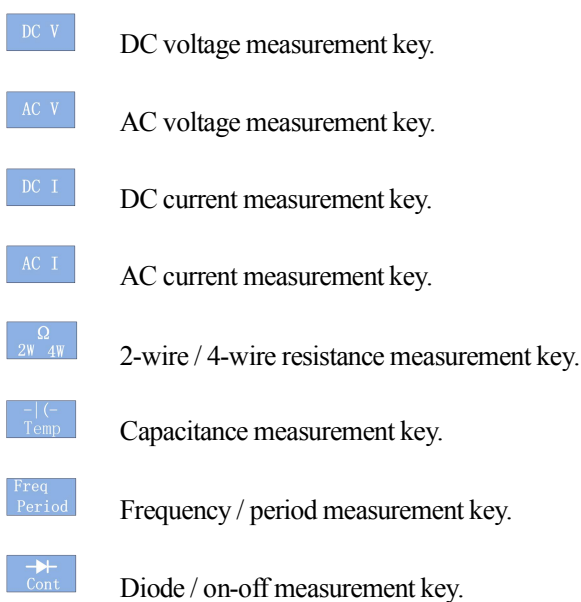 DC V
DC voltage measurement key.
AC V
AC voltage measurement key.
DC I
DC current measurement key.
AC I
AC current measurement key.
Ω
2W 4W
2-wire / 4-wire resistance measurement key.
-|(-
Temp
Capacitance measurement key.
Freq
Period
Frequency / period measurement key.
Cont
Diode / on-off measurement key.